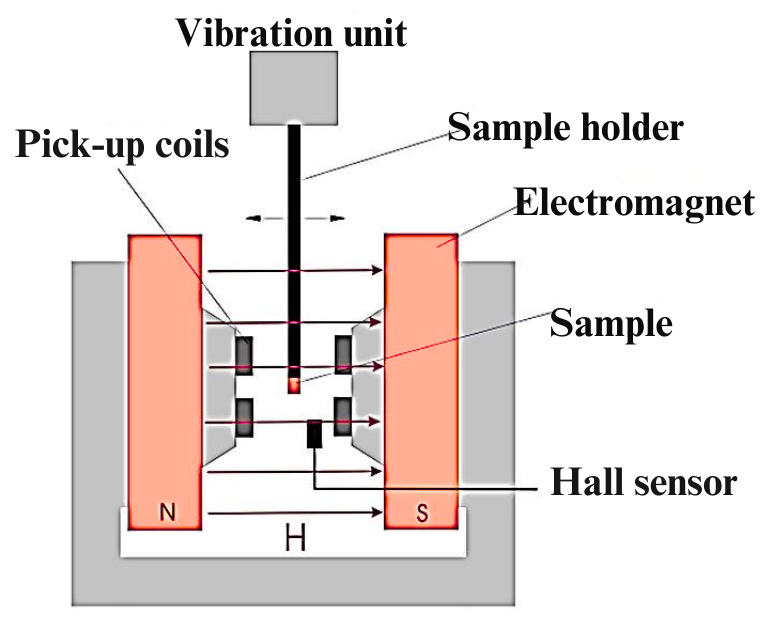 Vibration unit
Sample holder
Pick-up coils
Electromagnet
Sample
Hall sensor
N
S
H